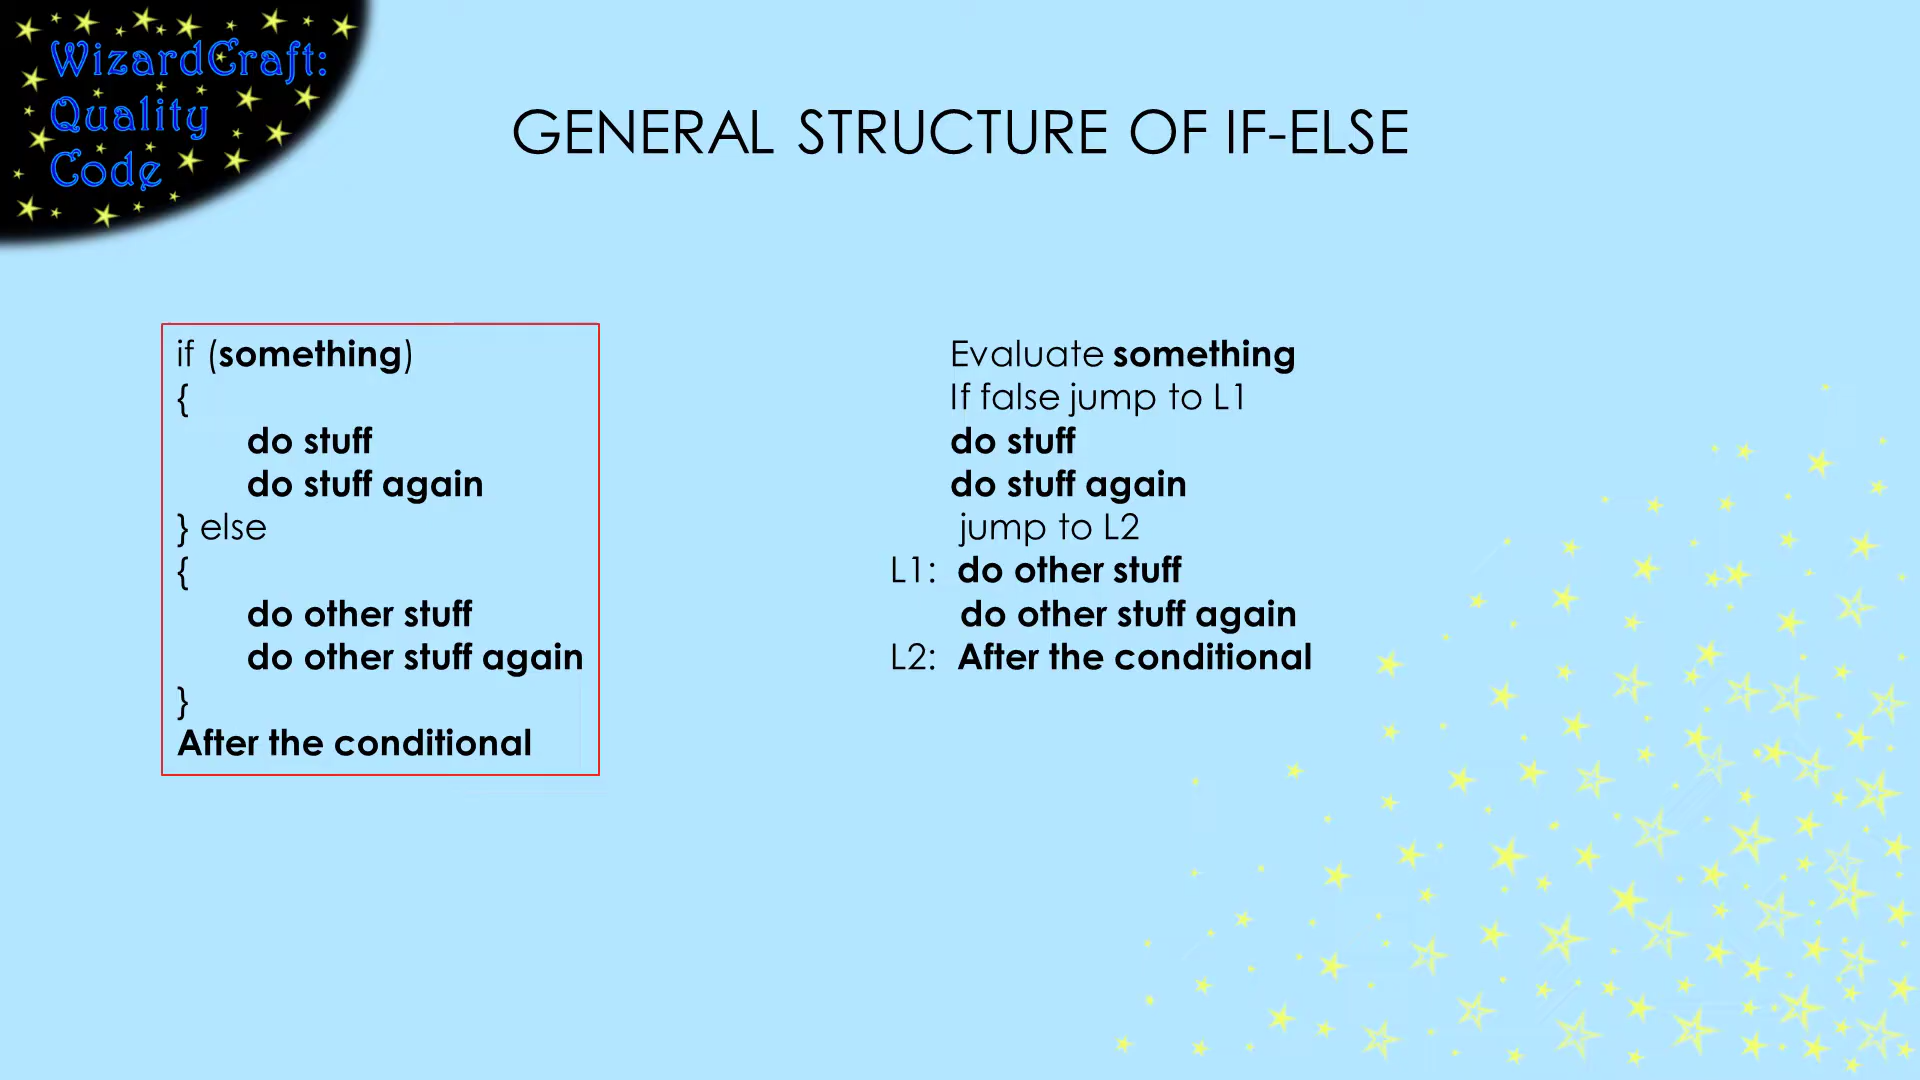 WizardCraft:
Quality
Code
GENERAL STRUCTURE OF IF-ELSE
if (something)
{
do stuff
do stuff again
} else
{
do other stuff
do other stuff again
}
After the conditional
Evaluate something
If false jump to L1
do stuff
do stuff again
jump to L2
L1: do other stuff
do other stuff again
L2: After the conditional